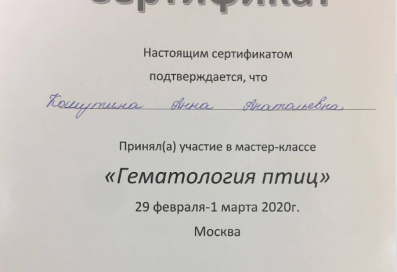 Сертификат
Настоящим сертификатом
подтверждается, что
Анна Анатольевна
Принял(а) участие в мастер-классе
«Гематология птиц»
29 февраля-1 марта 2020г.
Москва